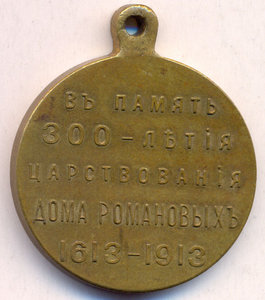 ВЪ ПАМЯТЬ
300-ЛѢТІЯ
ЦАРСТВОВАНІЯ
ДОМА РОМАНОВЫХЪ
1613-1913